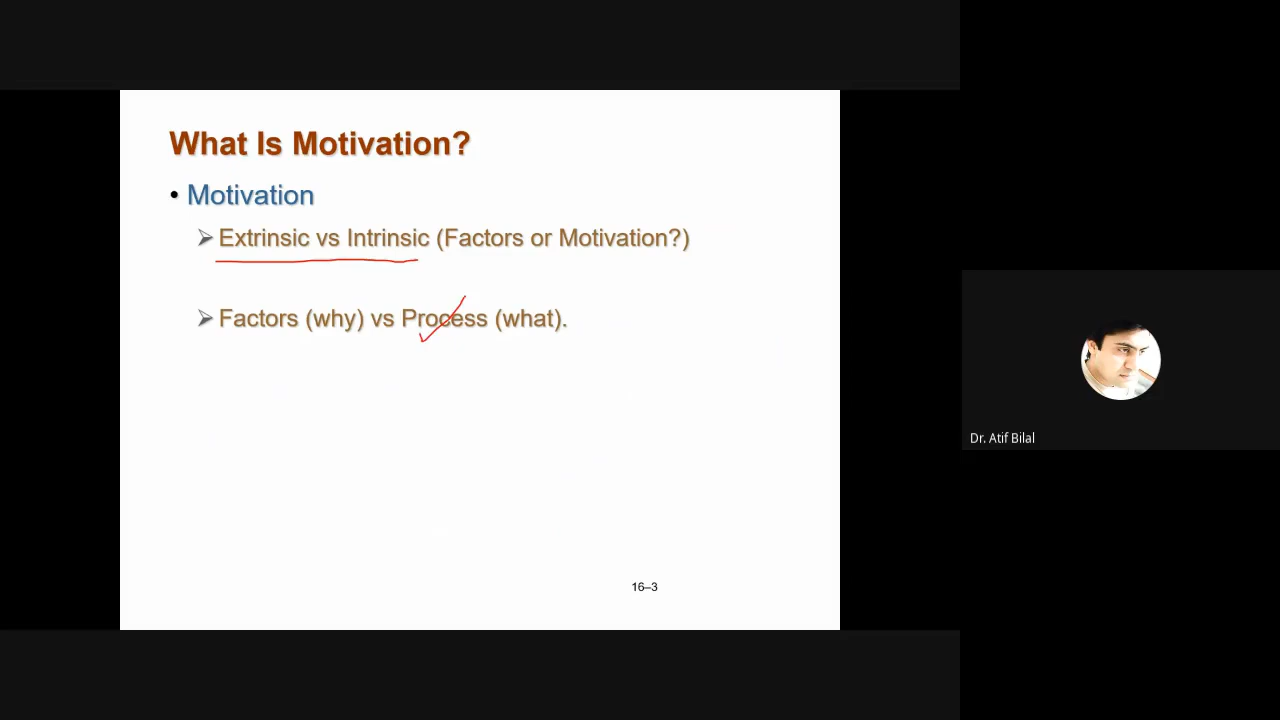 What Is Motivation?
• Motivation
➢ Extrinsic vs Intrinsic (Factors or Motivation?)
➢ Factors (why) vs Process (what).
16–3
Dr. Atif Bilal